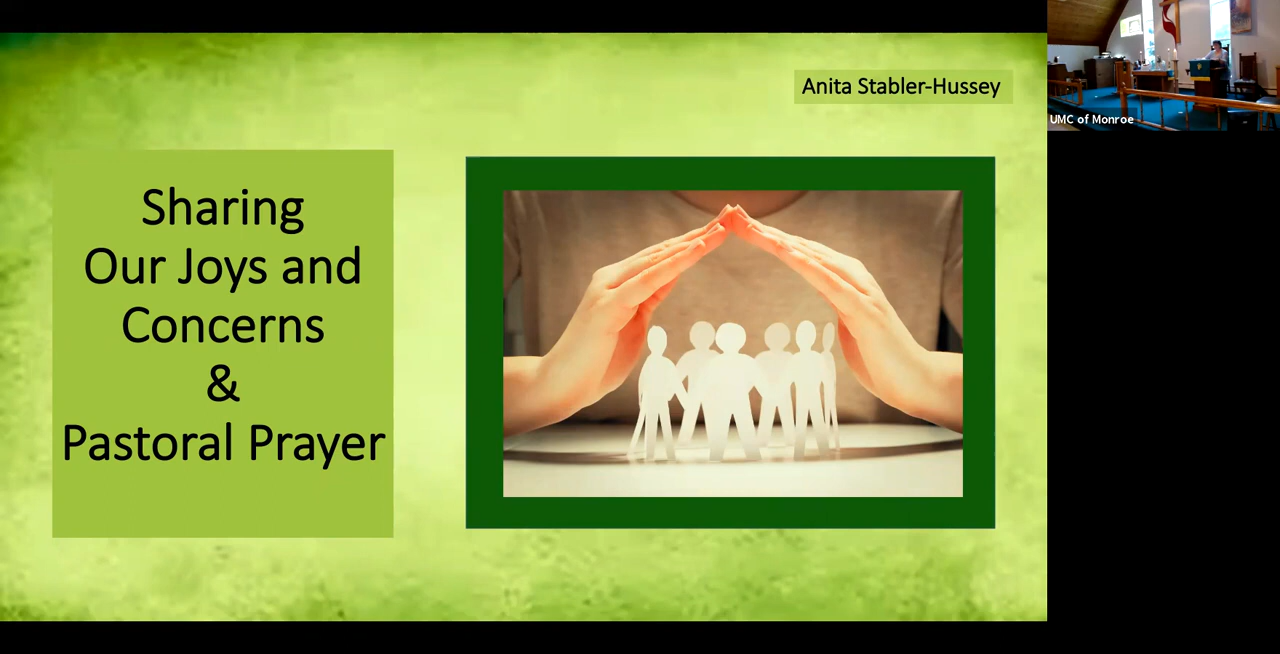 Anita Stabler-Hussey
Sharing
Our Joys and
Concerns
&
Pastoral Prayer
UMC of Monroe